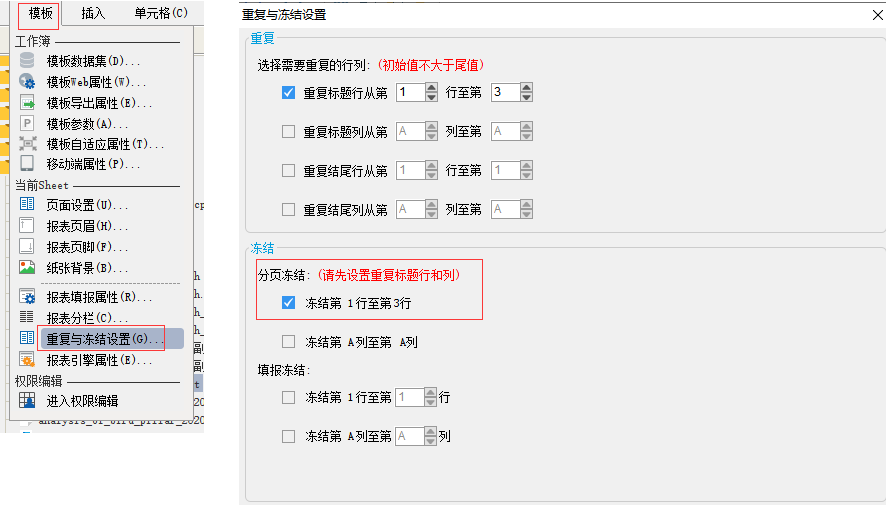 模板 插入 单元格(C)
工作簿
模板数据集(D)...
模板Web属性(W)...
模板导出属性(E)...
模板参数(A)...
模板自适应属性(T)...
移动端属性(P)...
当前Sheet
页面设置(U)...
报表页眉(H)...
报表页脚(F)...
纸张背景(B)...
报表填报属性(R)...
报表分栏(C)...
重复与冻结设置(G)...
报表引擎属性(E)...
权限编辑
进入权限编辑
重复与冻结设置
重复
选择需要重复的行列:(初始值不大于尾值)
重复标题行从第 1 行至第 3
重复标题列从第 A 列至第 A
重复结尾行从第 1 行至第 1
重复结尾列从第 A 列至第 A
冻结
分页冻结:(请先设置重复标题行和列)
冻结第 1行至第3行
冻结第 A列至第 A列
填报冻结:
冻结第 1行至第 1 行
冻结第 A列至第 A 列